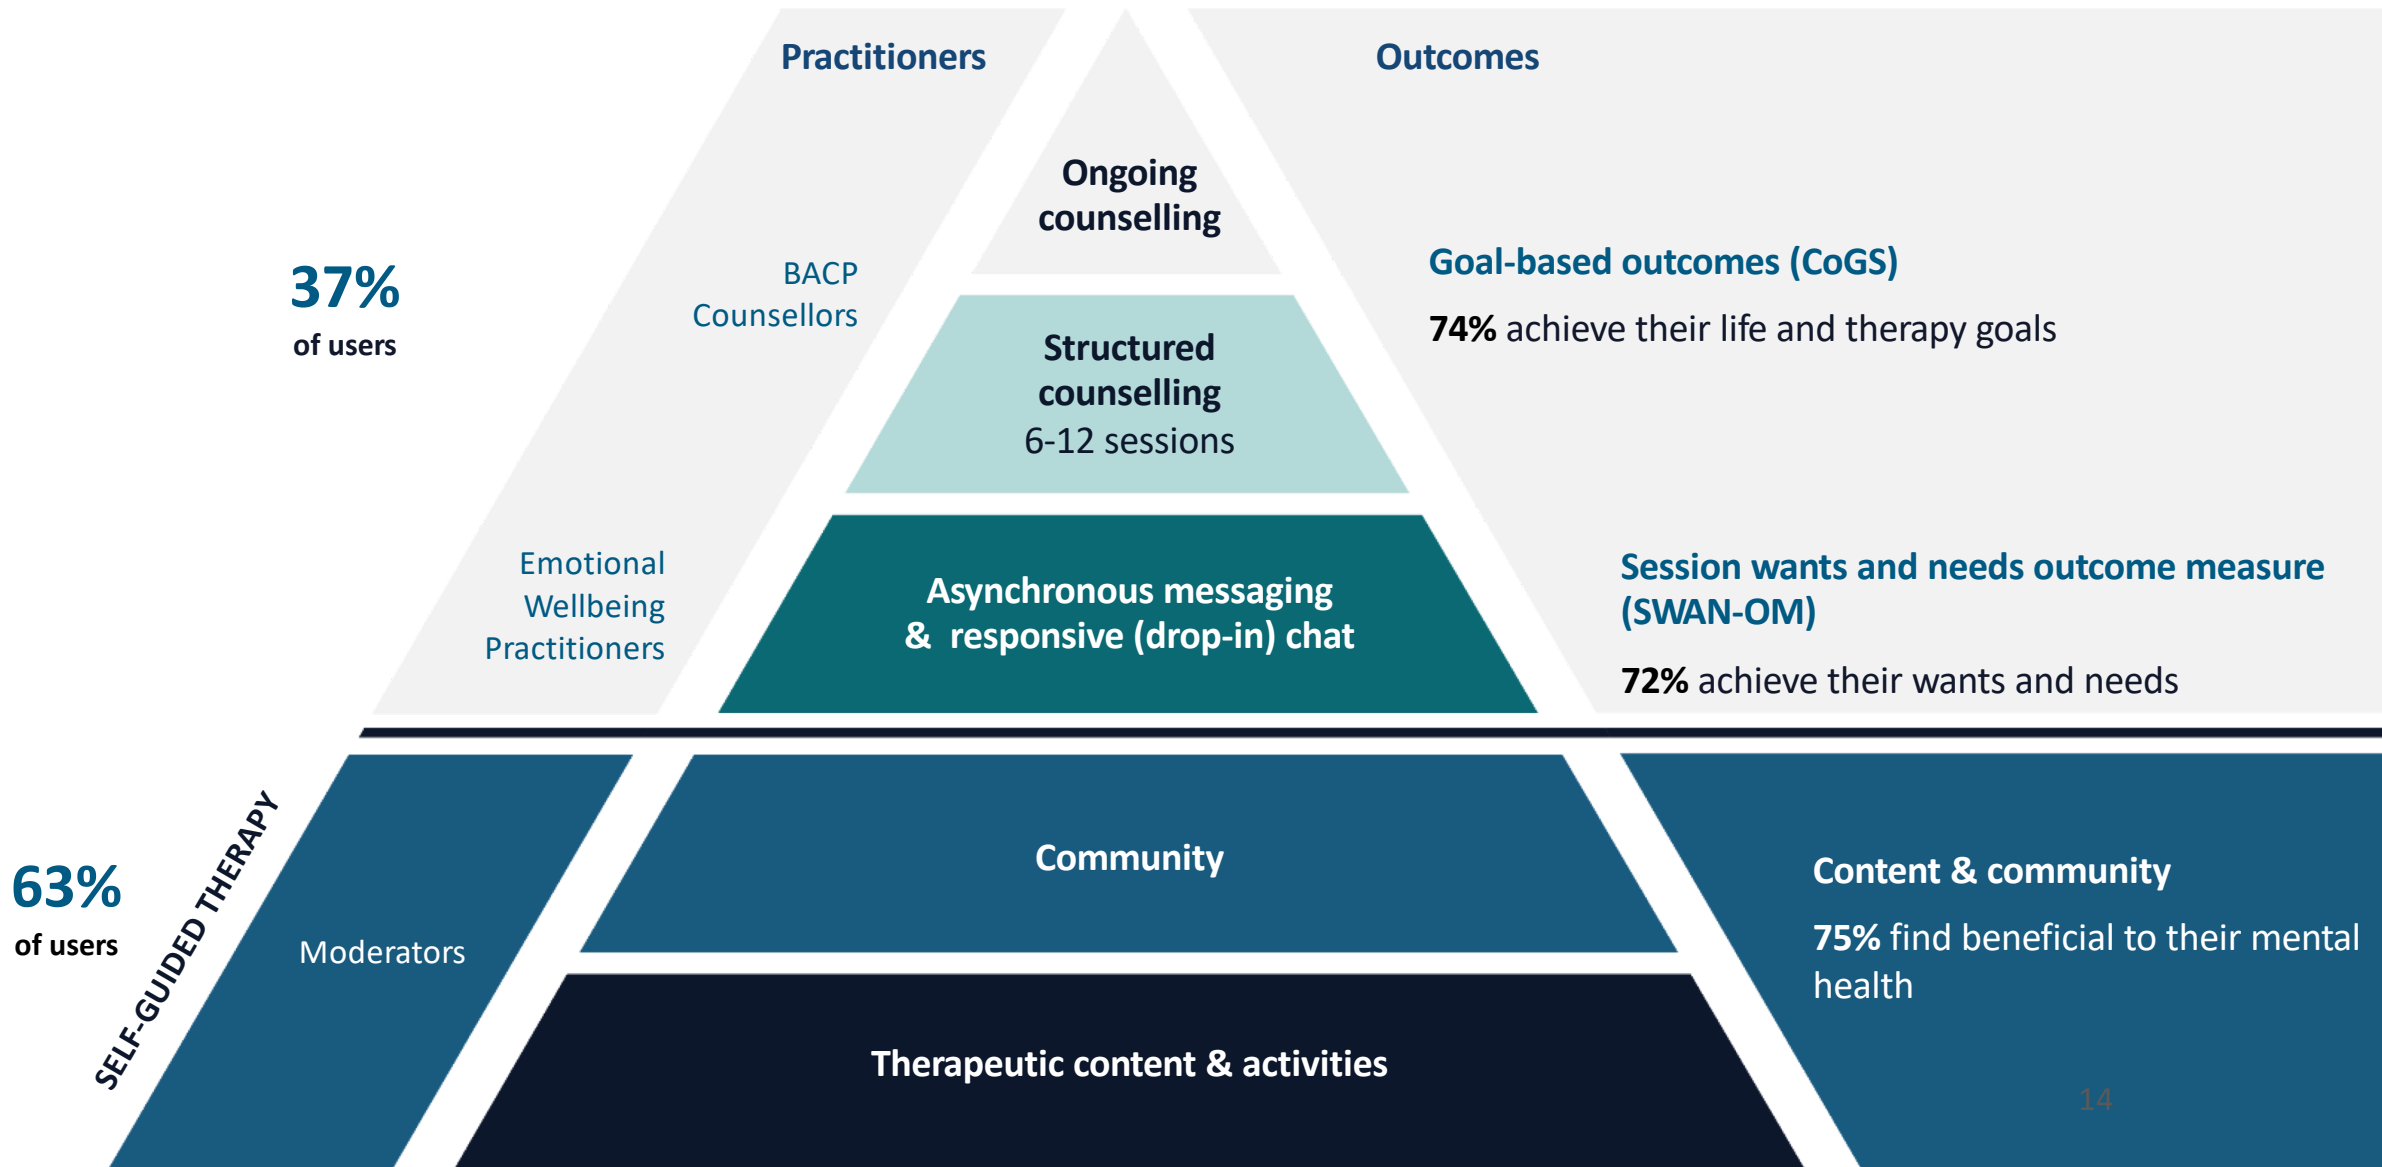 Practitioners
Outcomes
Ongoing
counselling
37%
of users
BACP
Counsellors
Goal-based outcomes (CoGS)
74% achieve their life and therapy goals
Structured
counselling
6-12 sessions
Emotional
Wellbeing
Practitioners
Asynchronous messaging
& responsive (drop-in) chat
Session wants and needs outcome measure
(SWAN-OM)
72% achieve their wants and needs
63%
of users
SELF-GUIDED THERAPY
Moderators
Community
Content & community
75% find beneficial to their mental
health
Therapeutic content & activities
14